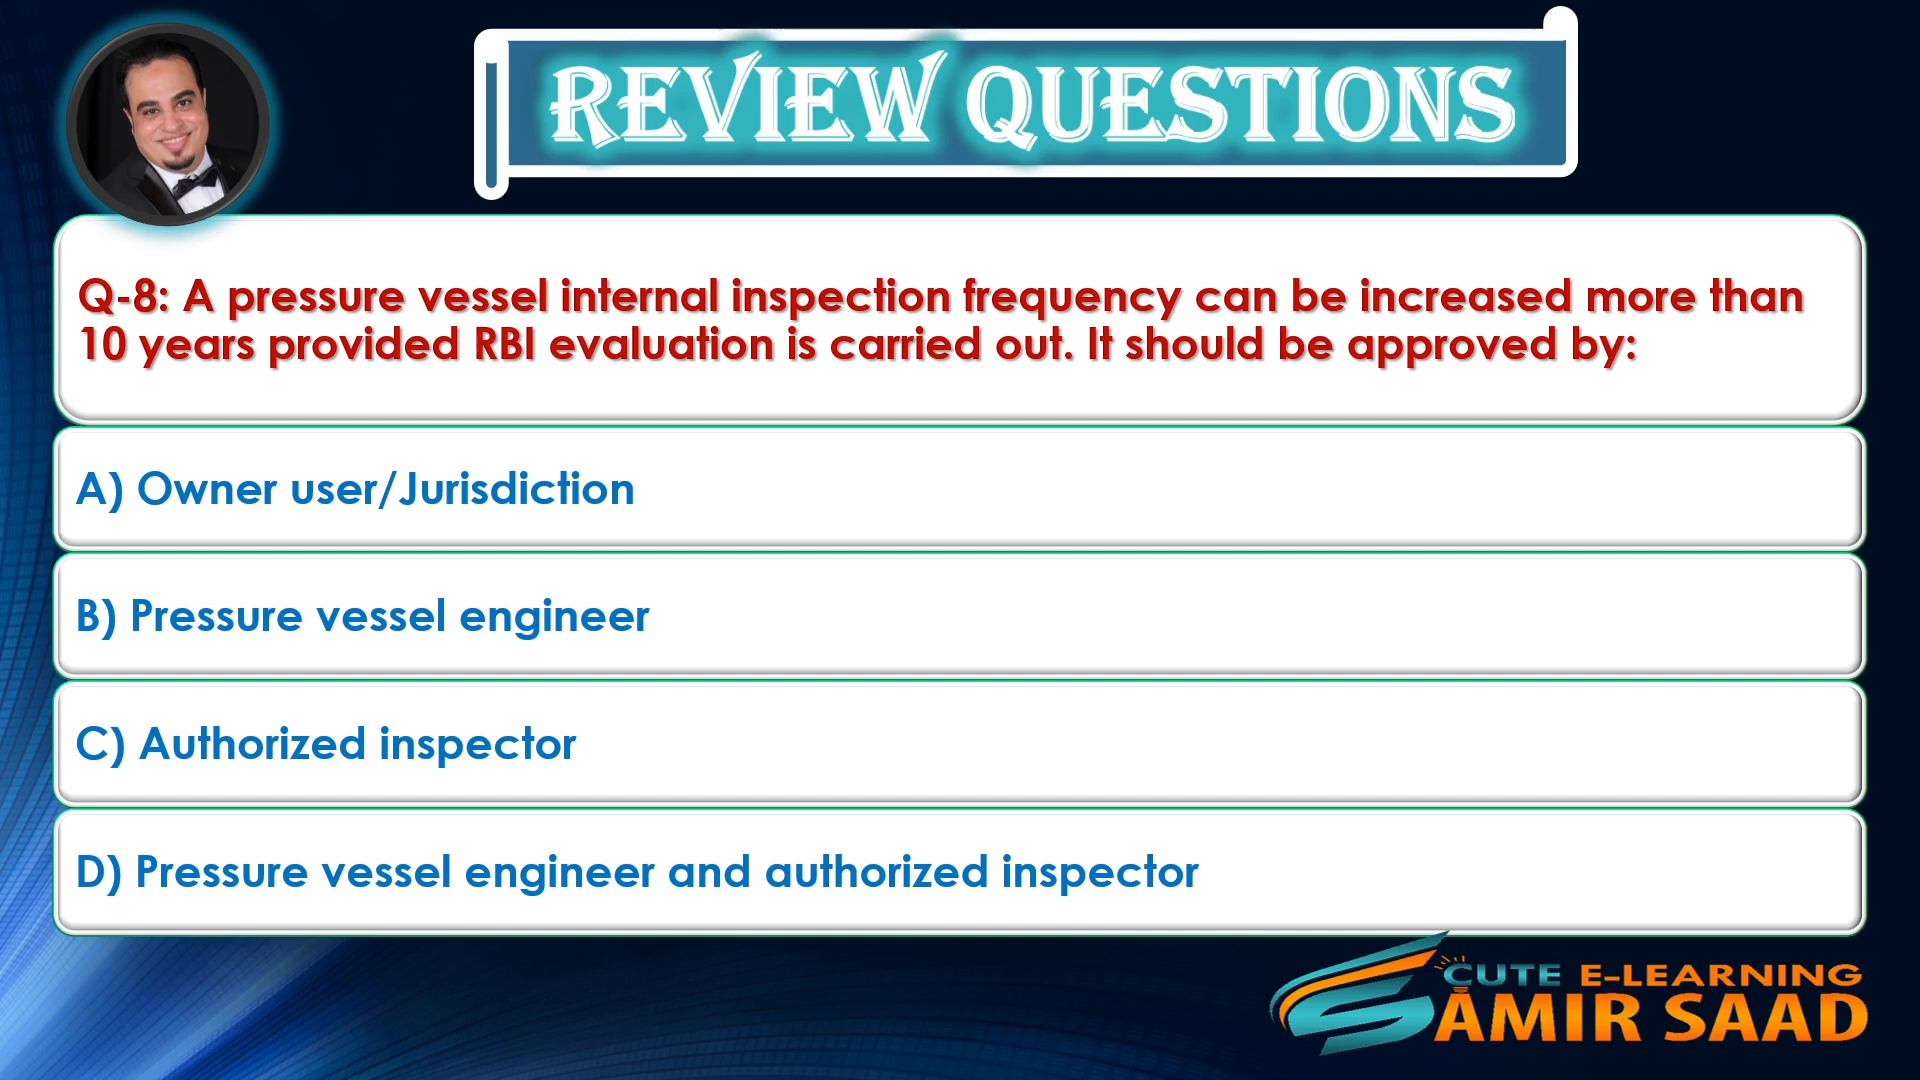 REVIEW QUESTIONS
Q-8: A pressure vessel internal inspection frequency can be increased more than
10 years provided RBI evaluation is carried out. It should be approved by:
A) Owner user/Jurisdiction
B) Pressure vessel engineer
C) Authorized inspector
D) Pressure vessel engineer and authorized inspector
CUTE E-LEARNING
AMIR SAAD